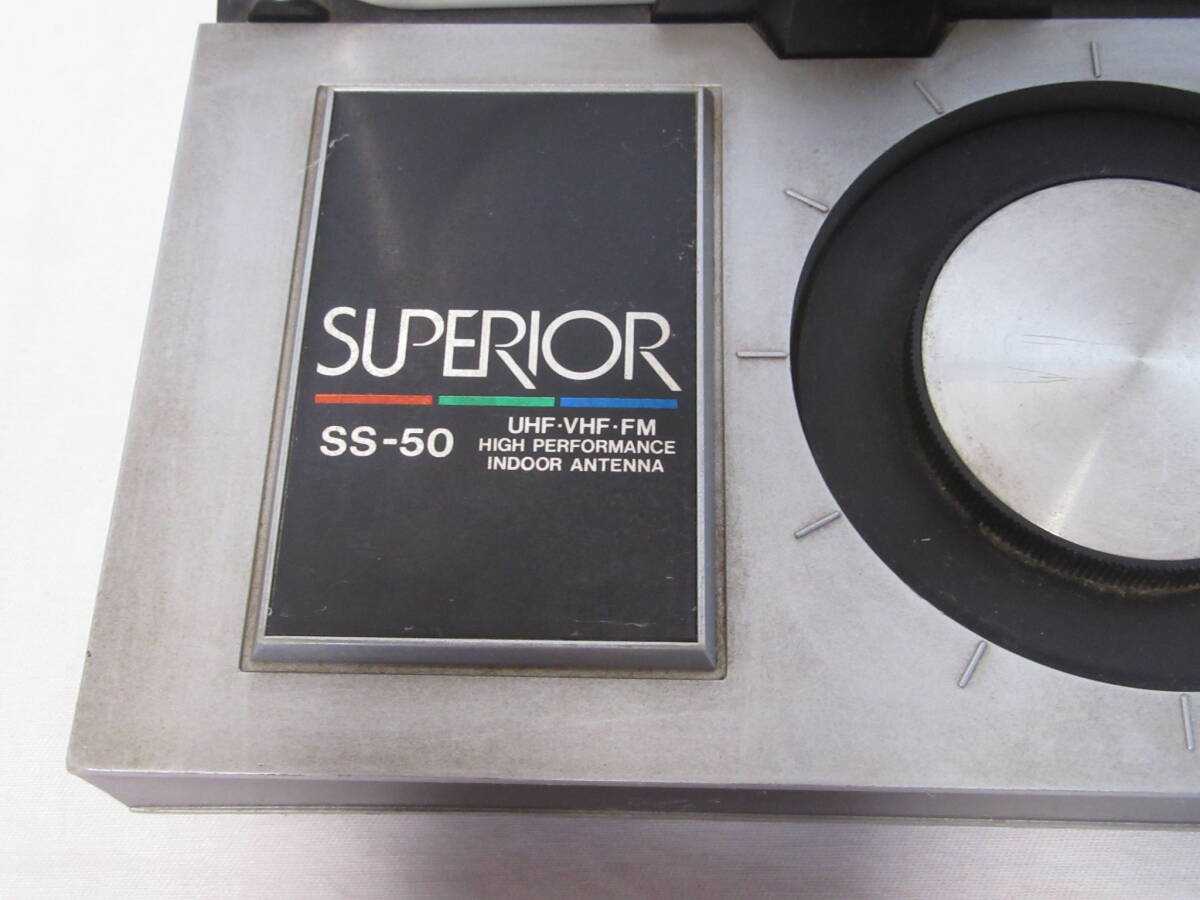 SUPERIOR
SS-50
UHF·VHF·FM
HIGH PERFORMANCE
INDOOR ANTENNA